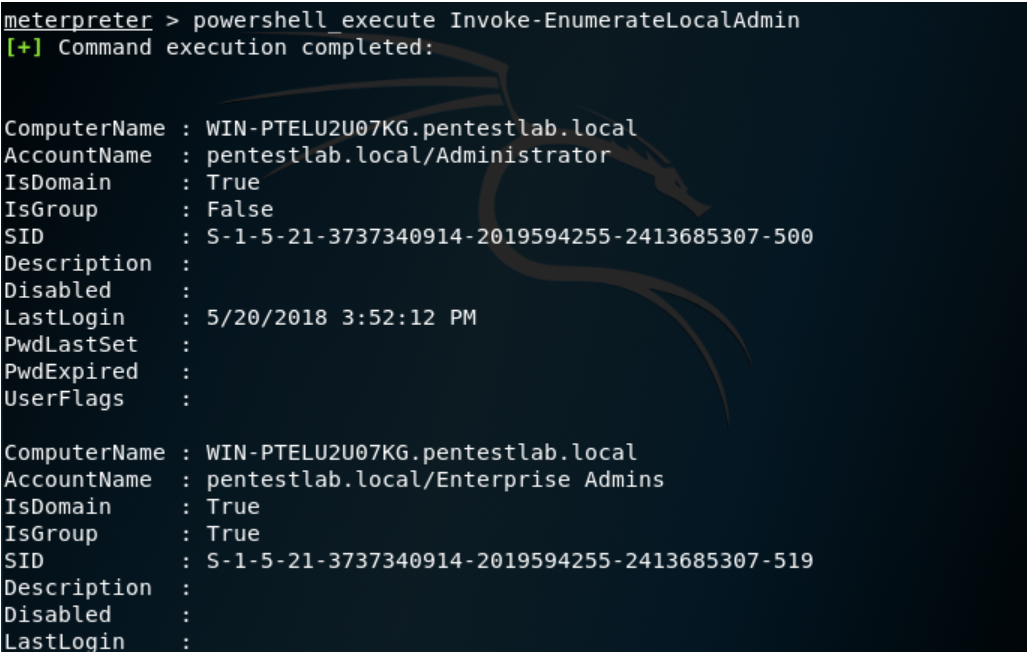 meterpreter > powershell_execute Invoke-EnumerateLocalAdmin
[+] Command execution completed:
ComputerName : WIN-PTELU2U07KG.pentestlab.local
AccountName : pentestlab.local/Administrator
IsDomain : True
IsGroup : False
SID : S-1-5-21-3737340914-2019594255-2413685307-500
Description :
Disabled :
LastLogin : 5/20/2018 3:52:12 PM
PwdLastSet :
PwdExpired :
UserFlags :
ComputerName : WIN-PTELU2U07KG.pentestlab.local
AccountName : pentestlab.local/Enterprise Admins
IsDomain : True
IsGroup : True
SID : S-1-5-21-3737340914-2019594255-2413685307-519
Description :
Disabled :
LastLogin :